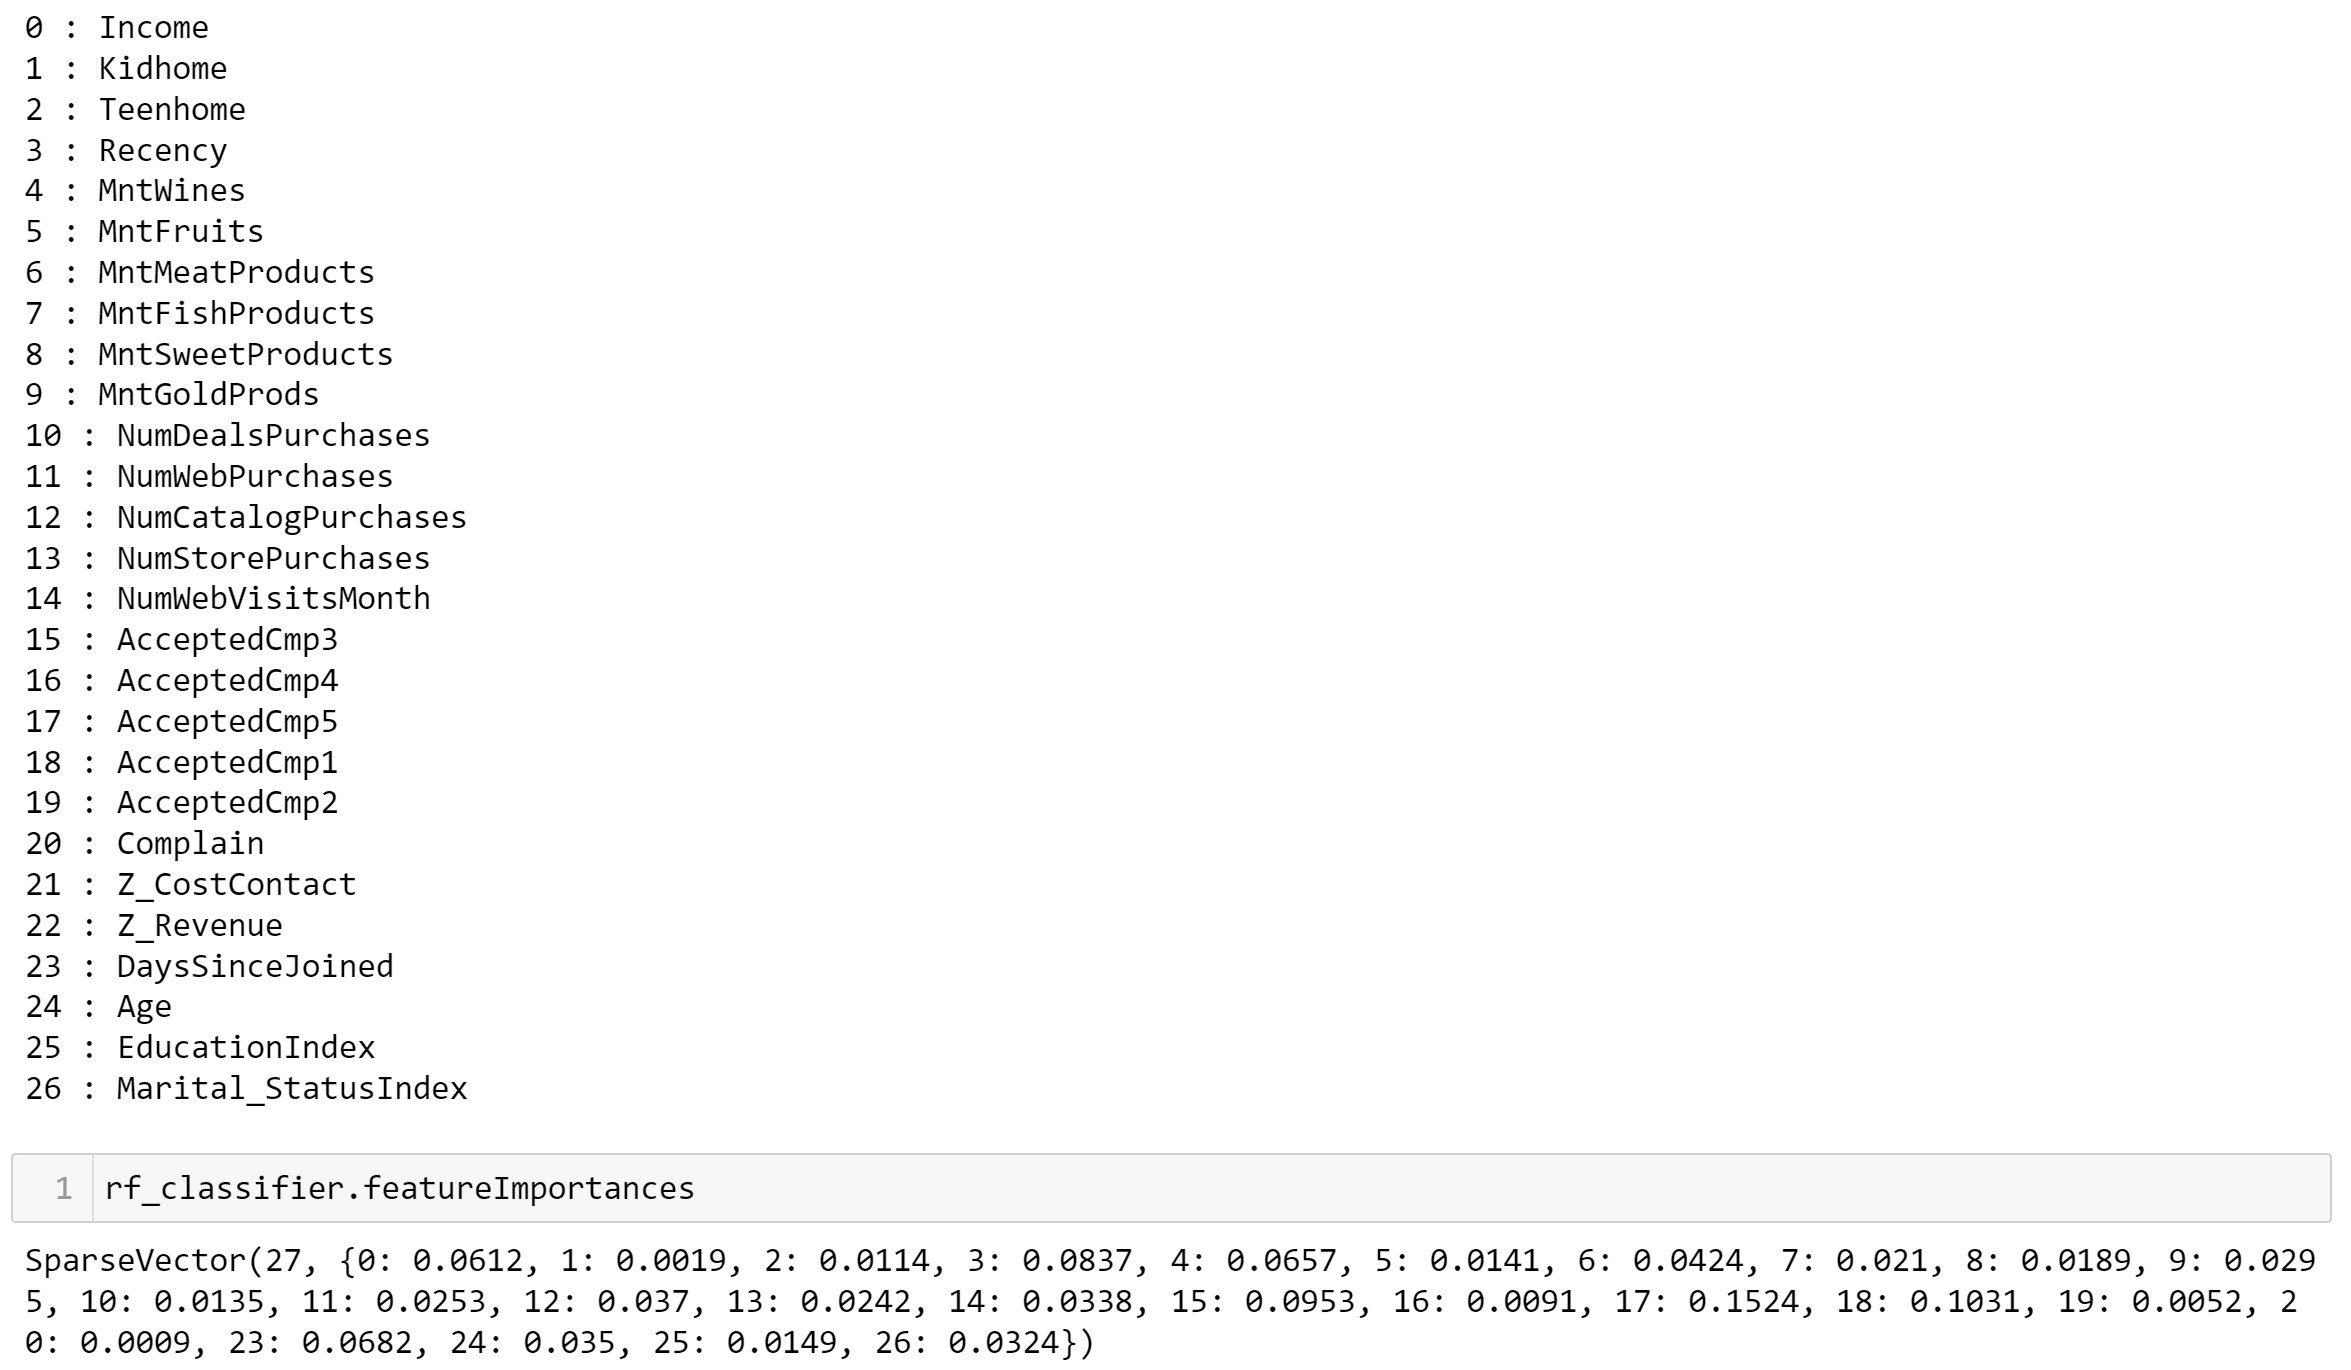 0 : Income
1 : Kidhome
2 : Teenhome
3 : Recency
4 : MntWines
5 : MntFruits
6 : MntMeatProducts
7 : MntFishProducts
8 : MntSweetProducts
9 : MntGoldProds
10 : NumDealsPurchases
11 : NumWebPurchases
12 : NumCatalogPurchases
13 : NumStorePurchases
14 : NumWebVisitsMonth
15 : AcceptedCmp3
16 : AcceptedCmp4
17 : AcceptedCmp5
18 : AcceptedCmp1
19 : AcceptedCmp2
20 : Complain
21 : Z_CostContact
22 : Z_Revenue
23 : DaysSinceJoined
24 : Age
25 : EducationIndex
26 : Marital_StatusIndex
1 rf_classifier.featureImportances
SparseVector(27, {0: 0.0612, 1: 0.0019, 2: 0.0114, 3: 0.0837, 4: 0.0657, 5: 0.0141, 6: 0.0424, 7: 0.021, 8: 0.0189, 9: 0.029
5, 10: 0.0135, 11: 0.0253, 12: 0.037, 13: 0.0242, 14: 0.0338, 15: 0.0953, 16: 0.0091, 17: 0.1524, 18: 0.1031, 19: 0.0052, 2
0: 0.0009, 23: 0.0682, 24: 0.035, 25: 0.0149, 26: 0.0324})